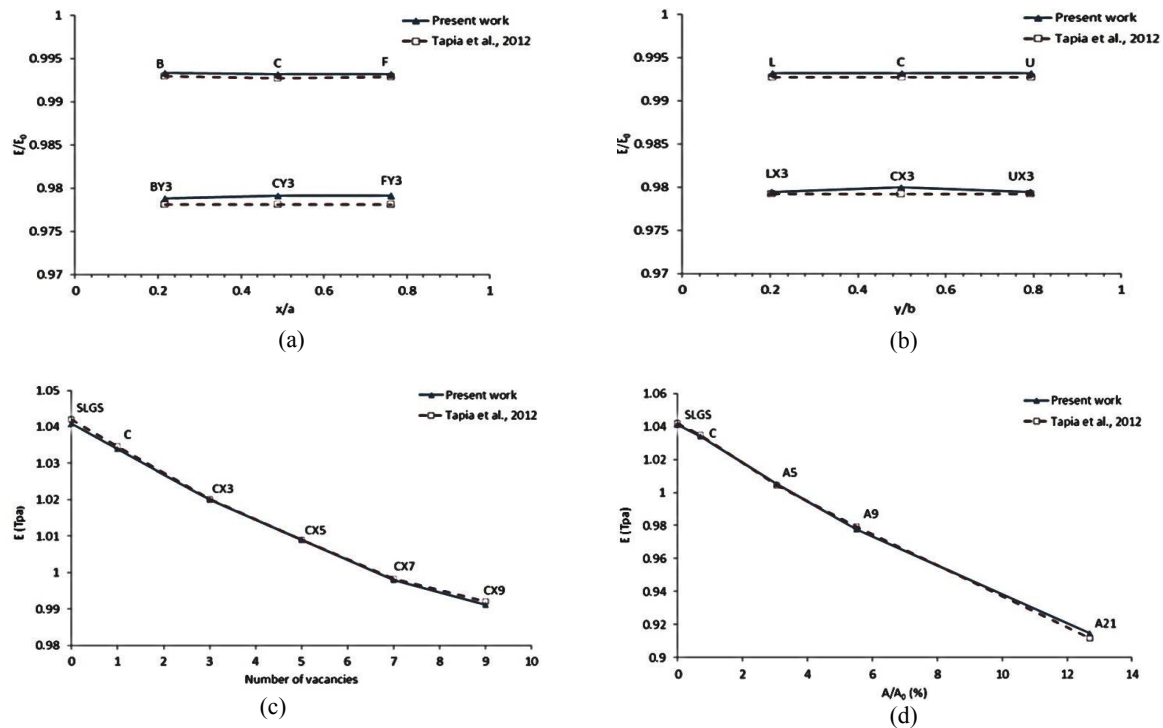 1
0.995
0.99
0.985
0.98
0.975
0.97
E/E0
B
C
F
BY3
CY3
FY3
0
0.2
0.4
0.6
0.8
1
x/a
Present work
Tapia et al., 2012
(a)
1
0.995
0.99
0.985
0.98
0.975
0.97
E/E0
L
C
U
LX3
CX3
UX3
0
0.2
0.4
0.6
0.8
1
y/b
Present work
Tapia et al., 2012
(b)
1.05
1.04
1.03
1.02
1.01
1
0.99
0.98
E (Tpa)
SLGS
C
CX3
CX5
CX7
CX9
0
1
2
3
4
5
6
7
8
9
10
Number of vacancies
Present work
Tapia et al., 2012
(c)
1.06
1.04
1.02
1
0.98
0.96
0.94
0.92
0.9
E (Tpa)
SLGS
C
A5
A9
A21
0
2
4
6
8
10
12
14
A/A0 (%)
Present work
Tapia et al., 2012
(d)